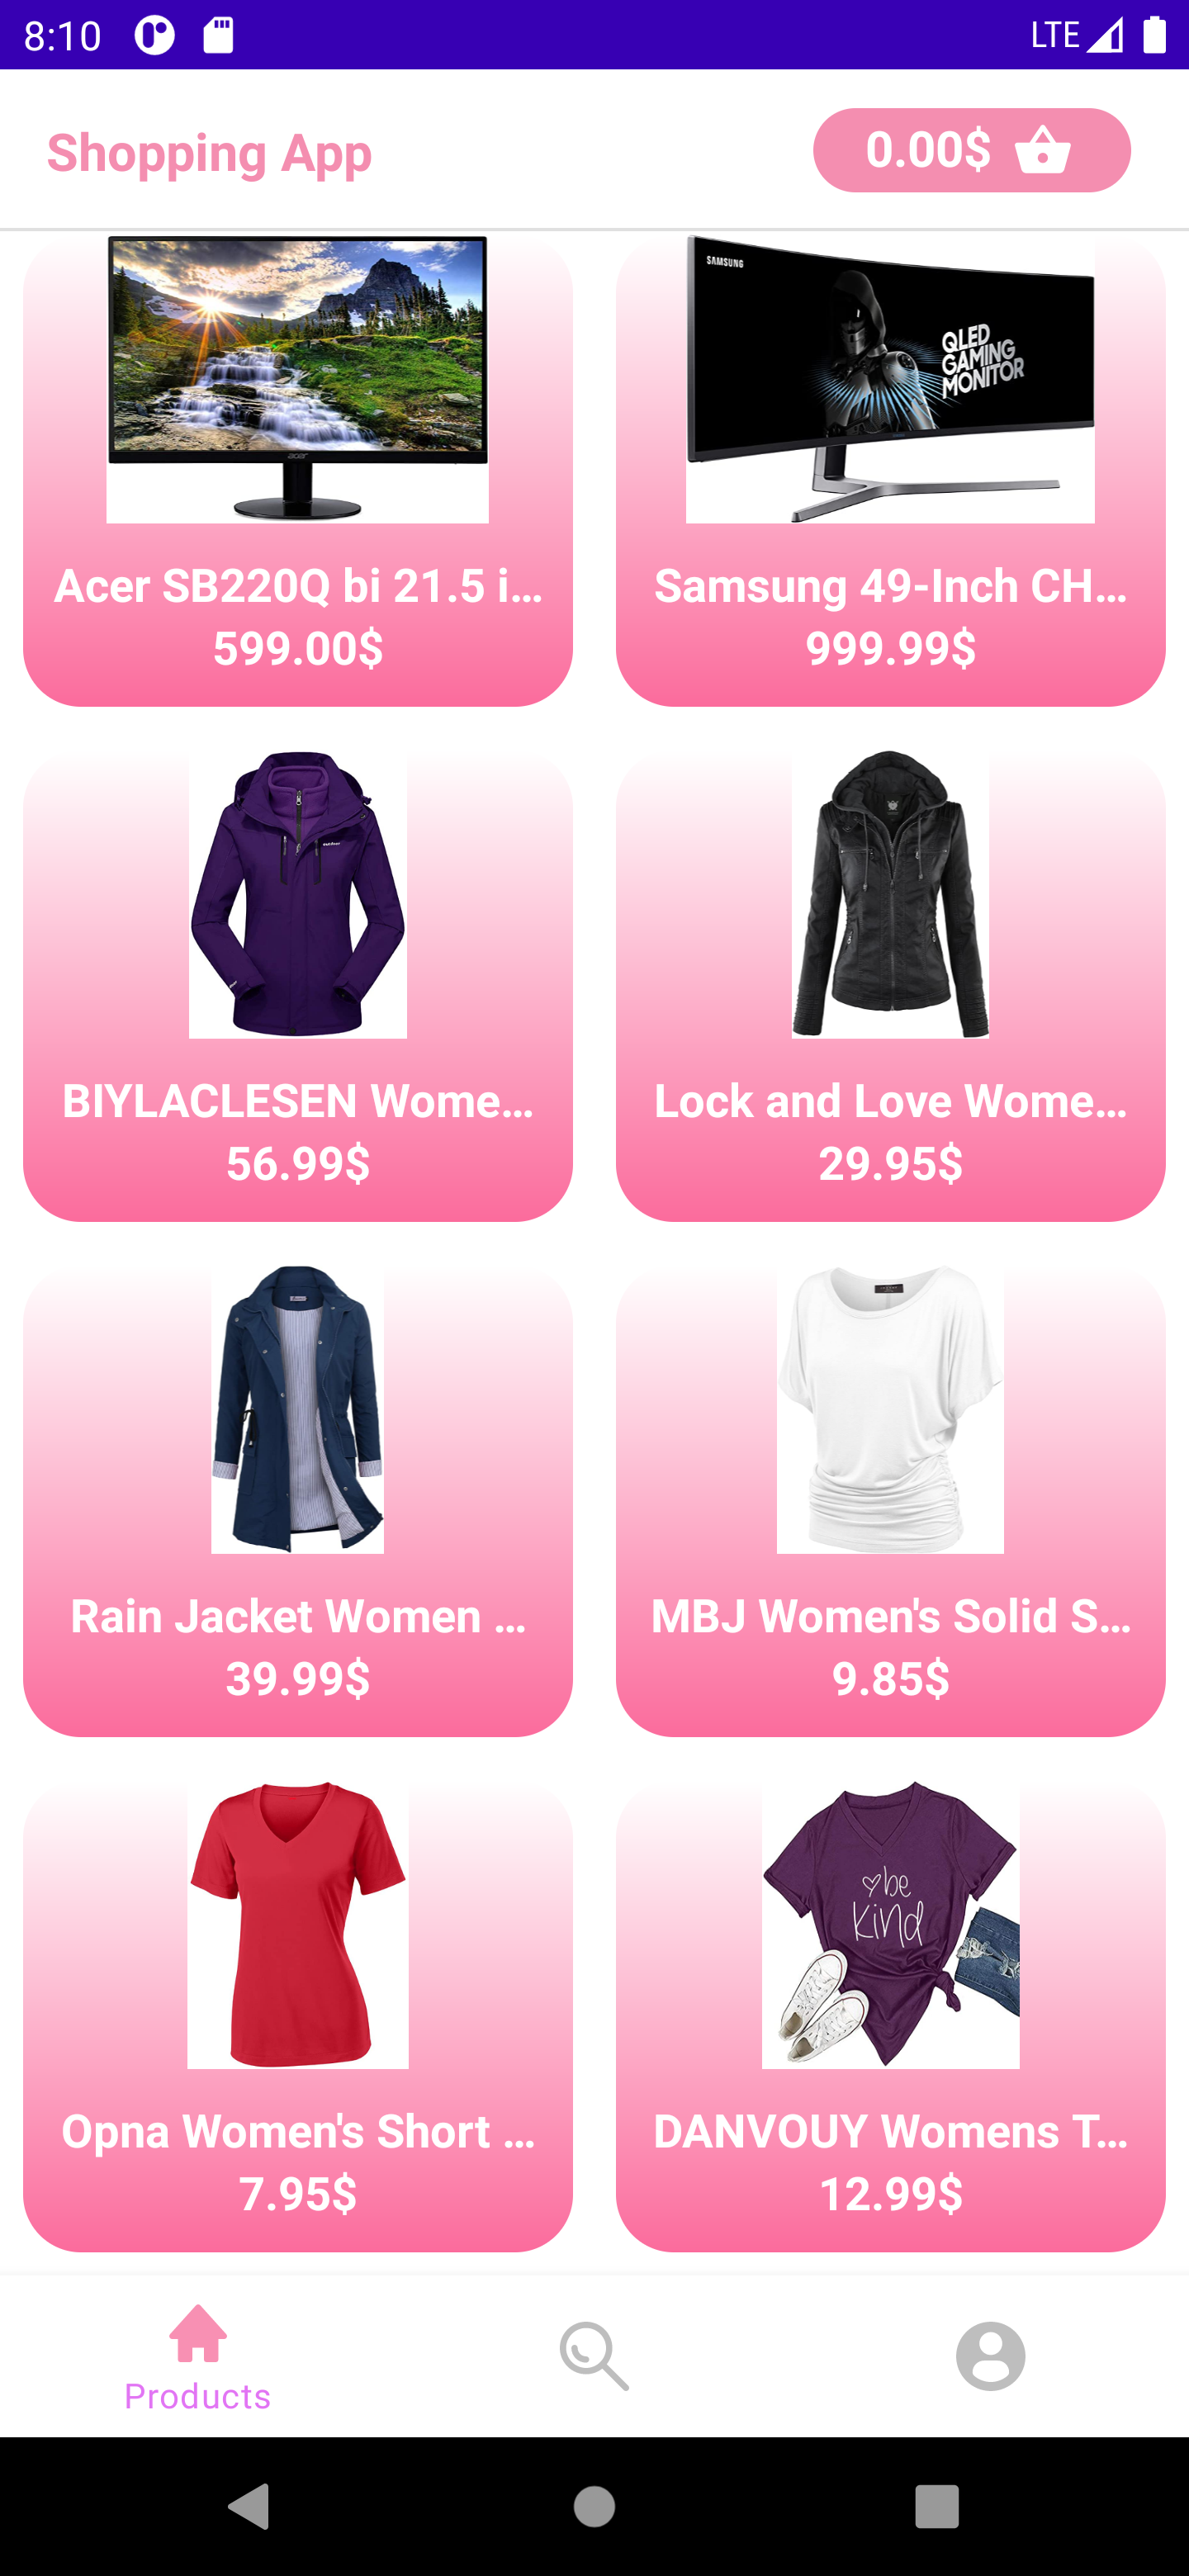 8:10
LTE
Shopping App
0.00$
SAMSUNG
QLED
GAMING
MONITOR
acer
Acer SB220Q bi 21.5 i...
599.00$
Samsung 49-Inch CH...
999.99$
outdoor
BIYLACLESEN Wome...
56.99$
Lock and Love Wome...
29.95$
Rain Jacket Women ...
39.99$
MBJ Women's Solid S...
9.85$
be
kind
Opna Women's Short ...
7.95$
DANVOUY Womens T...
12.99$
Products